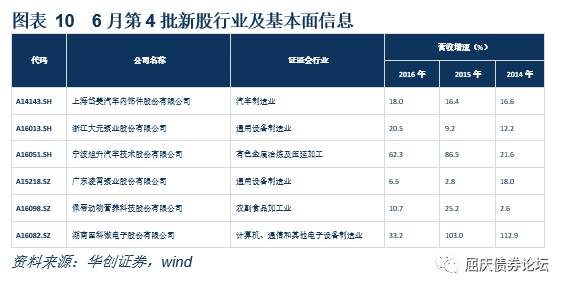 图表 10 6 月第 4 批新股行业及基本面信息
代码 公司名称 证监会行业 营收增速（%）
2016 年 2015 年 2014 年
A14143.SH 上海岱美汽车内饰件股份有限公司 汽车制造业 18.0 16.4 16.6
A16013.SH 浙江大元泵业股份有限公司 通用设备制造业 20.5 9.2 12.2
A16051.SH 宁波旭升汽车技术股份有限公司 有色金属冶炼及压延加工 62.3 86.5 21.6
A15218.SZ 广东凌霄泵业股份有限公司 通用设备制造业 6.5 2.8 18.0
A16098.SZ 佩蒂动物营养科技股份有限公司 农副食品加工业 10.7 25.2 2.6
A16082.SZ 湖南国科微电子股份有限公司 计算机、通信和其他电子设备制造业 33.2 103.0 112.9
资料来源：华创证券，wind
屈庆债券论坛